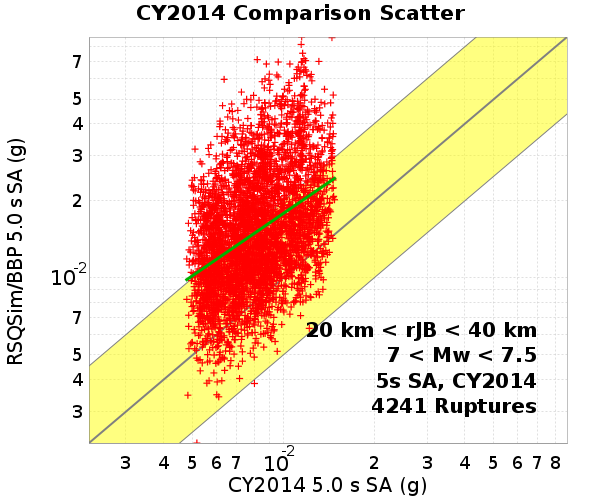 CY2014 Comparison Scatter
RSQSim/BBP 5.0 s SA (g)
7
5
4
3
2
10-2
7
5
4
3
20 km < rJB < 40 km
7 < Mw < 7.5
5s SA, CY2014
4241 Ruptures
3 4 5 6 7 10-2 2 3 4 5 6 7 8
CY2014 5.0 s SA (g)